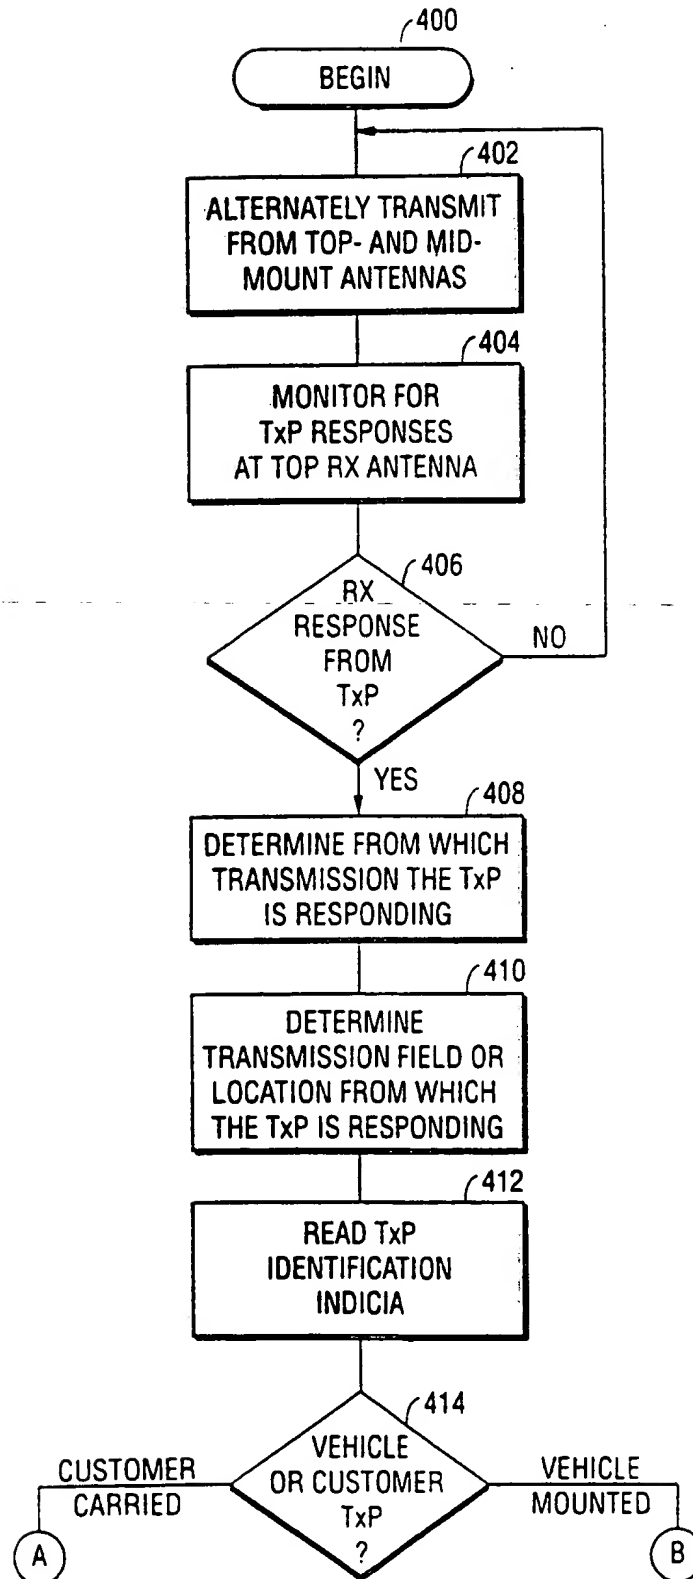 400
BEGIN
402
ALTERNATELY TRANSMIT
FROM TOP- AND MID-
MOUNT ANTENNAS
404
MONITOR FOR
TxP RESPONSES
AT TOP RX ANTENNA
406
RX
RESPONSE
FROM
TxP
?
NO
YES
408
DETERMINE FROM WHICH
TRANSMISSION THE TxP
IS RESPONDING
410
DETERMINE
TRANSMISSION FIELD OR
LOCATION FROM WHICH
THE TxP IS RESPONDING
412
READ TxP
IDENTIFICATION
INDICIA
414
VEHICLE
OR CUSTOMER
TxP
?
CUSTOMER
CARRIED
VEHICLE
MOUNTED
A
B